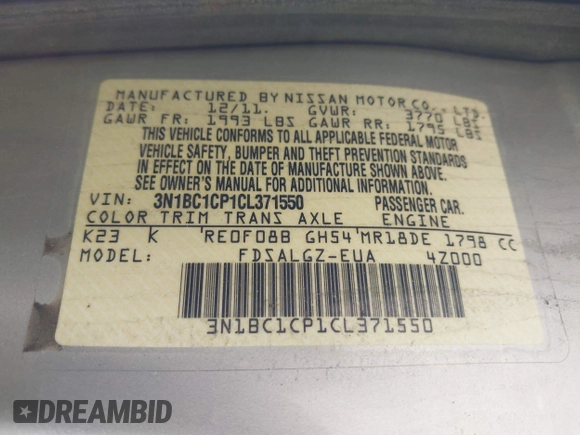 MANUFACTURED BY NISSAN MOTOR CO., LTD.
DATE: 12/11. GVWR: 3770 LBS
GAWR FR: 1993 LBS GAWR RR: 1795 LBS
THIS VEHICLE CONFORMS TO ALL APPLICABLE FEDERAL MOTOR
VEHICLE SAFETY, BUMPER AND THEFT PREVENTION STANDARDS
IN EFFECT ON THE DATE OF MANUFACTURE SHOWN ABOVE.
SEE OWNER'S MANUAL FOR ADDITIONAL INFORMATION.
VIN: 3N1BC1CP1CL371550 PASSENGER CAR.
COLOR TRIM TRANS AXLE ENGINE
K23 K RE0F08B GH54 MR18DE 1798 CC
MODEL: FDSALGZ-EUA 4Z000
3N1BC1CP1CL371550
DREAMBID